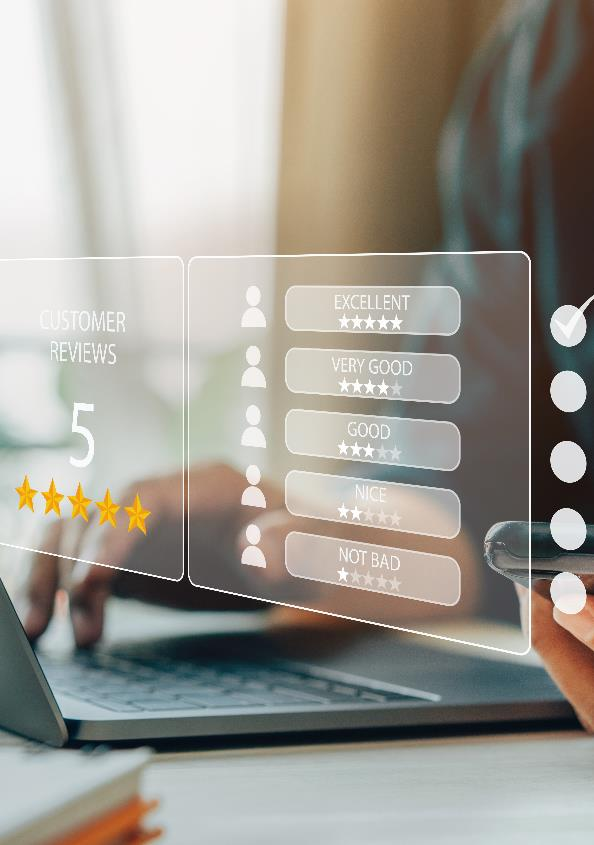 CUSTOMER
REVIEWS
5
EXCELLENT
VERY GOOD
GOOD
NICE
NOT BAD